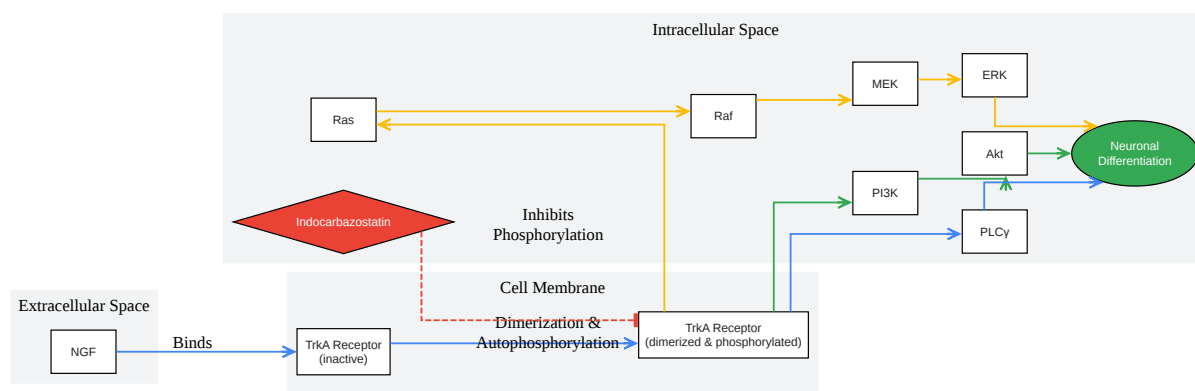 Intracellular Space
MEK
ERK
Ras
Raf
Akt
Neuronal
Differentiation
PI3K
Indocarbazostatin
Inhibits
Phosphorylation
PLCγ
Cell Membrane
Extracellular Space
Dimerization &
Autophosphorylation
TrkA Receptor
(dimerized & phosphorylated)
NGF
Binds
TrkA Receptor
(inactive)